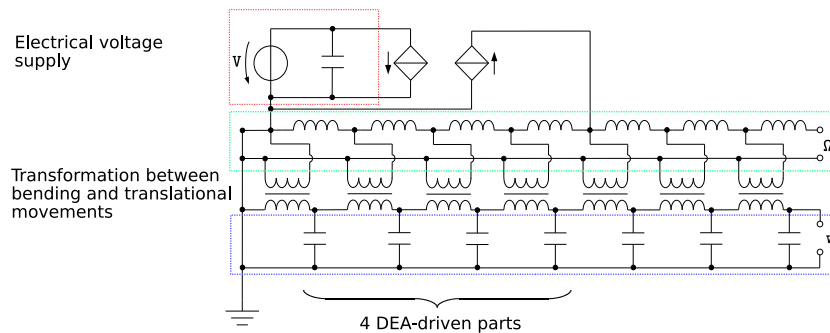 Electrical voltage
supply
V
Ω
Transformation between
bending and translational
movements
v
4 DEA-driven parts